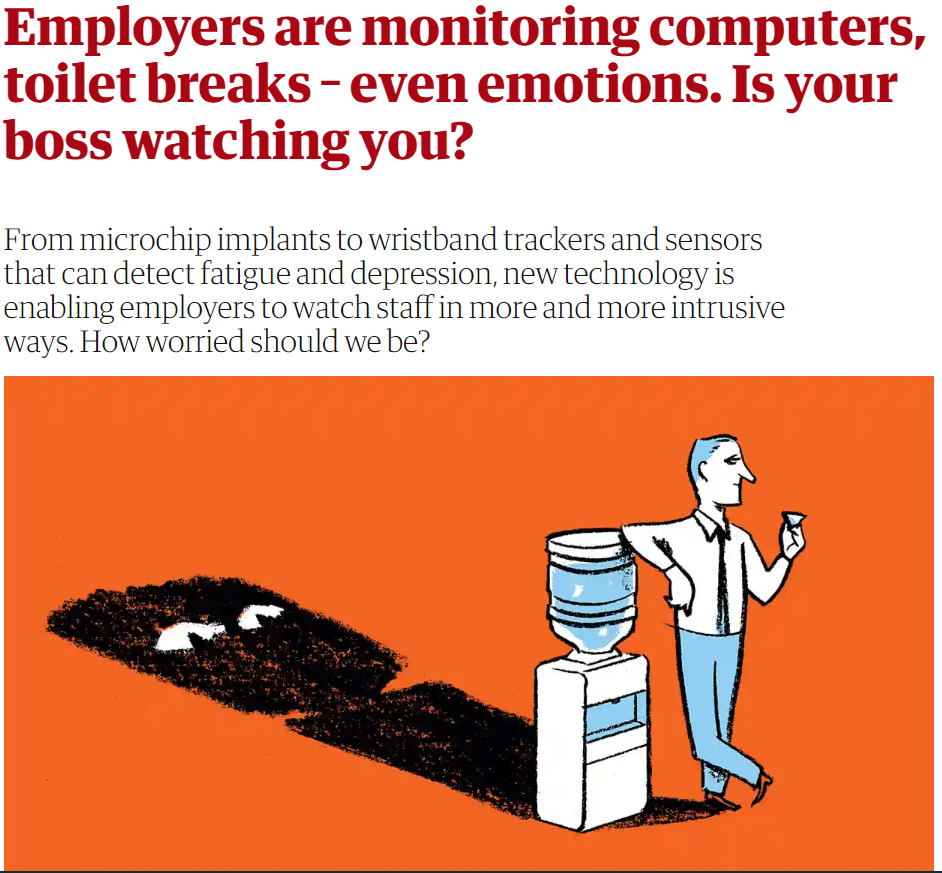 Employers are monitoring computers,
toilet breaks – even emotions. Is your
boss watching you?
From microchip implants to wristband trackers and sensors
that can detect fatigue and depression, new technology is
enabling employers to watch staff in more and more intrusive
ways. How worried should we be?